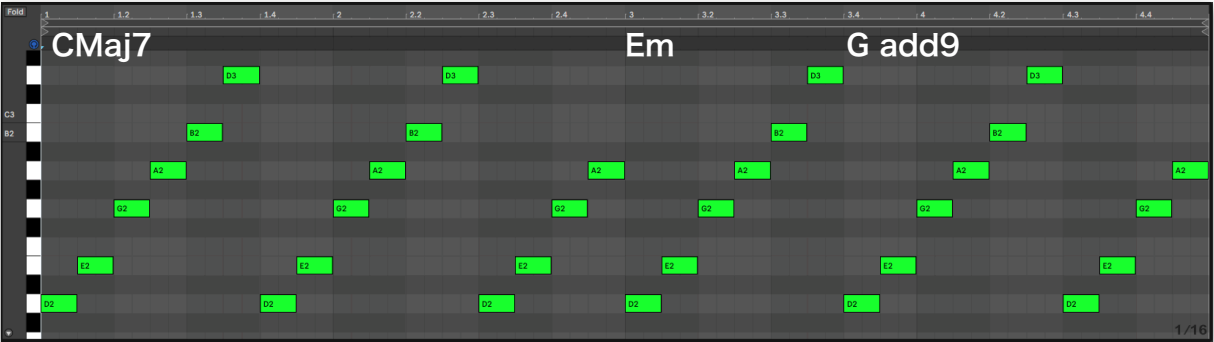 Fold 1 1.2 1.3 1.4 2 2.2 2.3 2.4 3 3.2 3.3 3.4 4 4.2 4.3 4.4
CMaj7 Em G add9
D3 D3 D3 D3
C3
B2 B2 B2 B2 B2
A2 A2 A2 A2 A2 A2
G2 G2 G2 G2 G2 G2
E2 E2 E2 E2 E2 E2
D2 D2 D2 D2 D2 D2
1/16